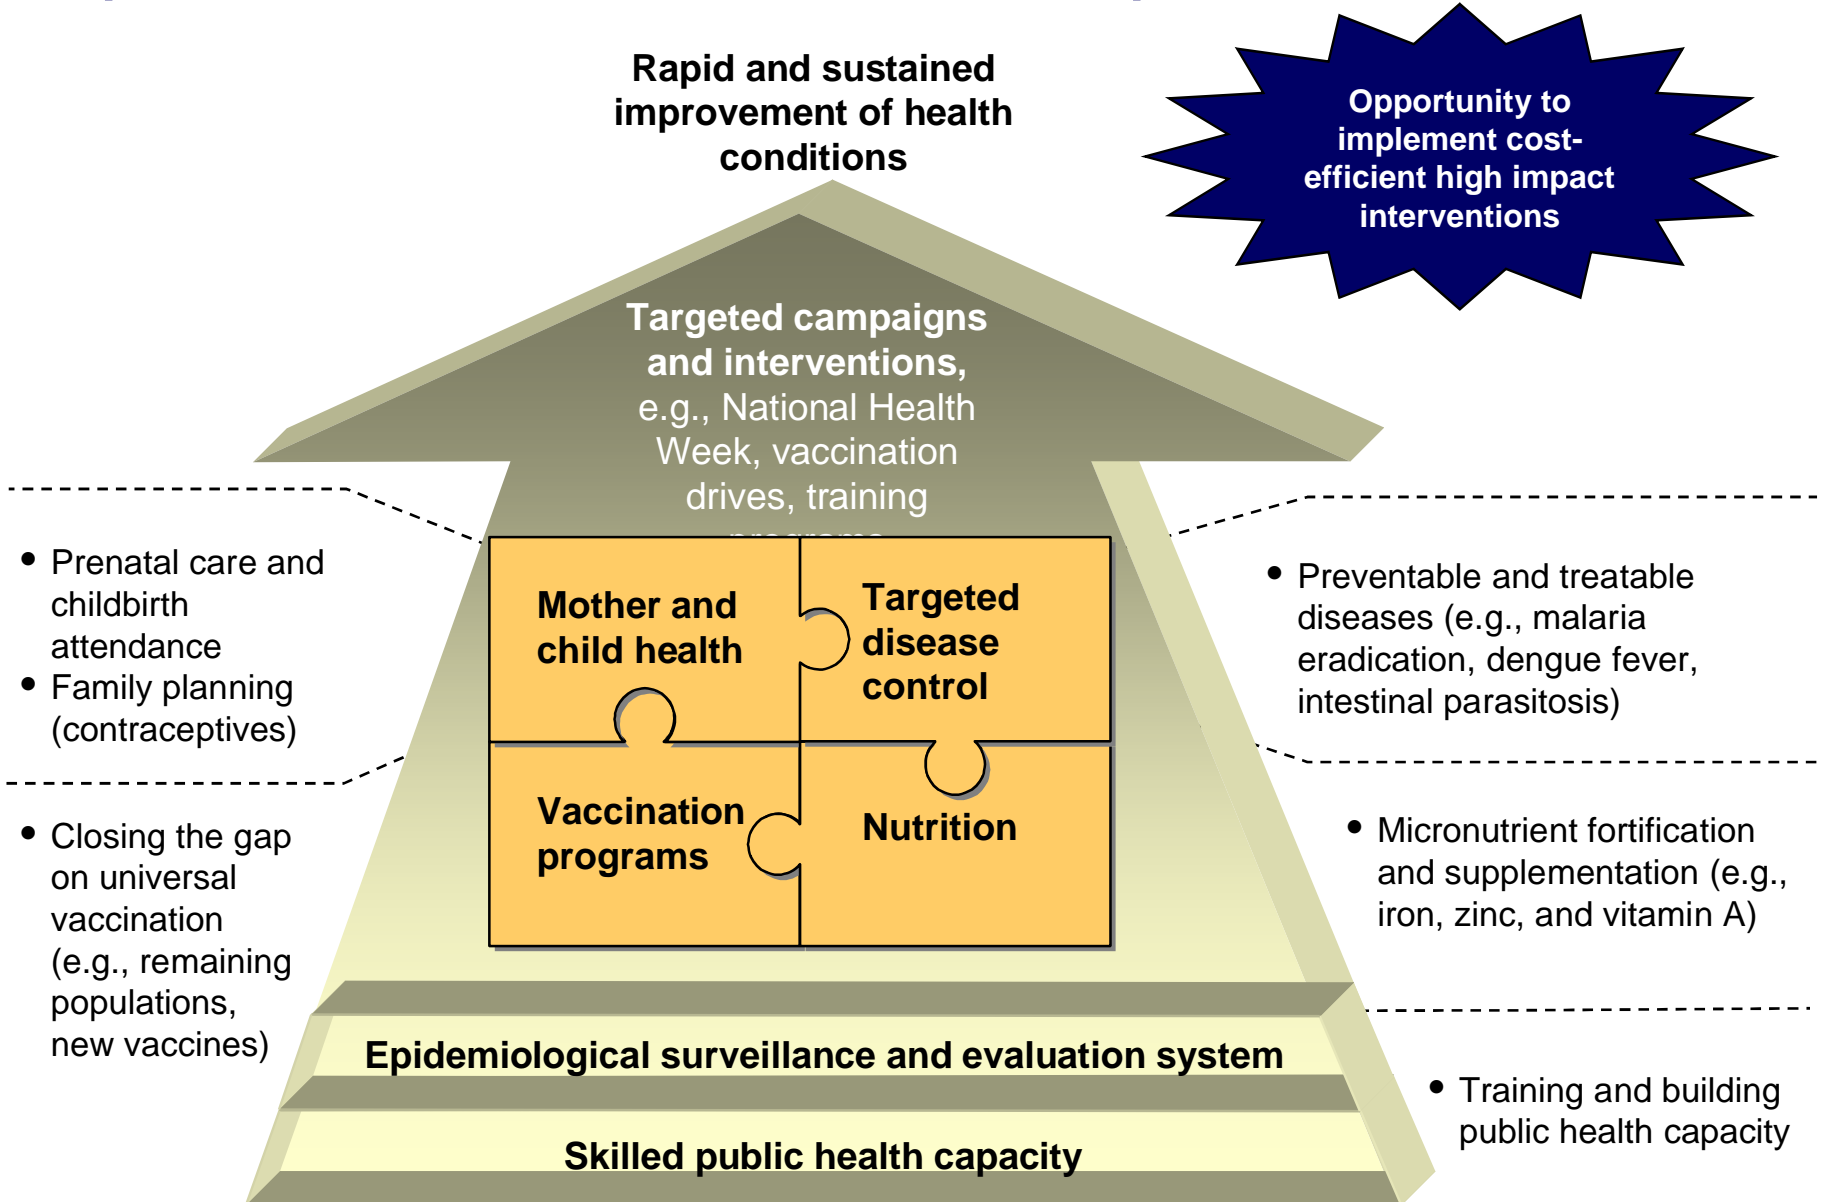 Rapid and sustained
improvement of health
conditions
Opportunity to
implement cost-
efficient high impact
interventions
Targeted campaigns
and interventions,
e.g., National Health
Week, vaccination
drives, training
• Prenatal care and
childbirth
attendance
• Family planning
(contraceptives)
Mother and
child health
Targeted
disease
control
• Preventable and treatable
diseases (e.g., malaria
eradication, dengue fever,
intestinal parasitosis)
• Closing the gap
on universal
vaccination
(e.g., remaining
populations,
new vaccines)
Vaccination
programs
Nutrition
• Micronutrient fortification
and supplementation (e.g.,
iron, zinc, and vitamin A)
Epidemiological surveillance and evaluation system
• Training and building
public health capacity
Skilled public health capacity